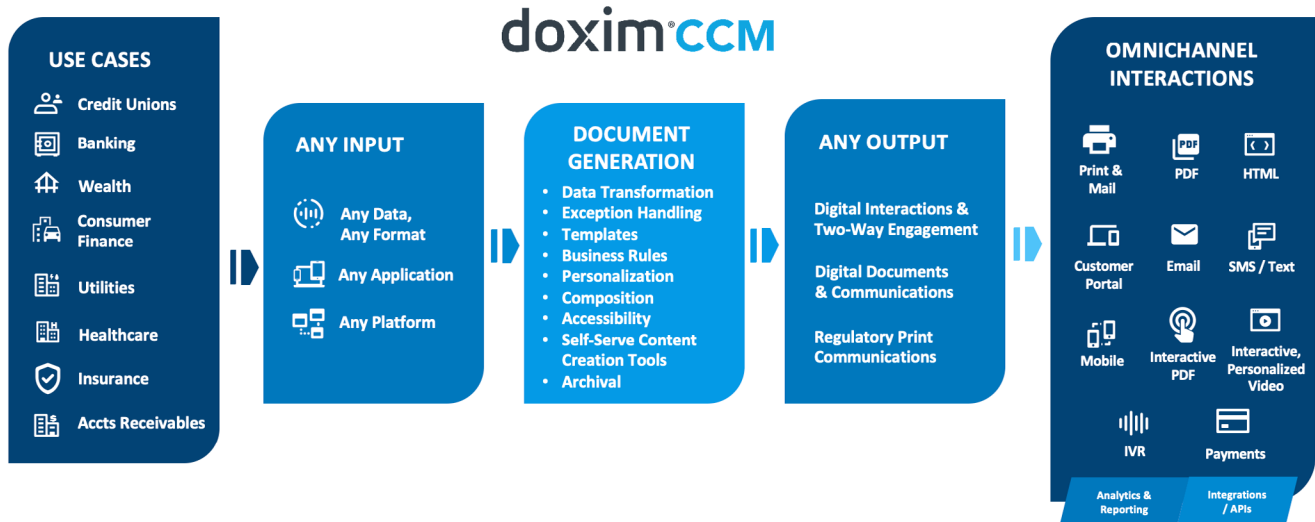 doxim® CCM
USE CASES
Credit Unions
Banking
Wealth
Consumer
Finance
Utilities
Healthcare
Insurance
Accts Receivables
ANY INPUT
Any Data,
Any Format
Any Application
Any Platform
DOCUMENT
GENERATION
• Data Transformation
• Exception Handling
• Templates
• Business Rules
• Personalization
• Composition
• Accessibility
• Self-Serve Content
Creation Tools
• Archival
ANY OUTPUT
Digital Interactions &
Two-Way Engagement
Digital Documents
& Communications
Regulatory Print
Communications
OMNICHANNEL
INTERACTIONS
Print &
Mail
PDF
PDF
HTML
Customer
Portal
Email
SMS / Text
Mobile
Interactive
PDF
Interactive,
Personalized
Video
IVR
Payments
Analytics &
Reporting
Integrations
/ APIs